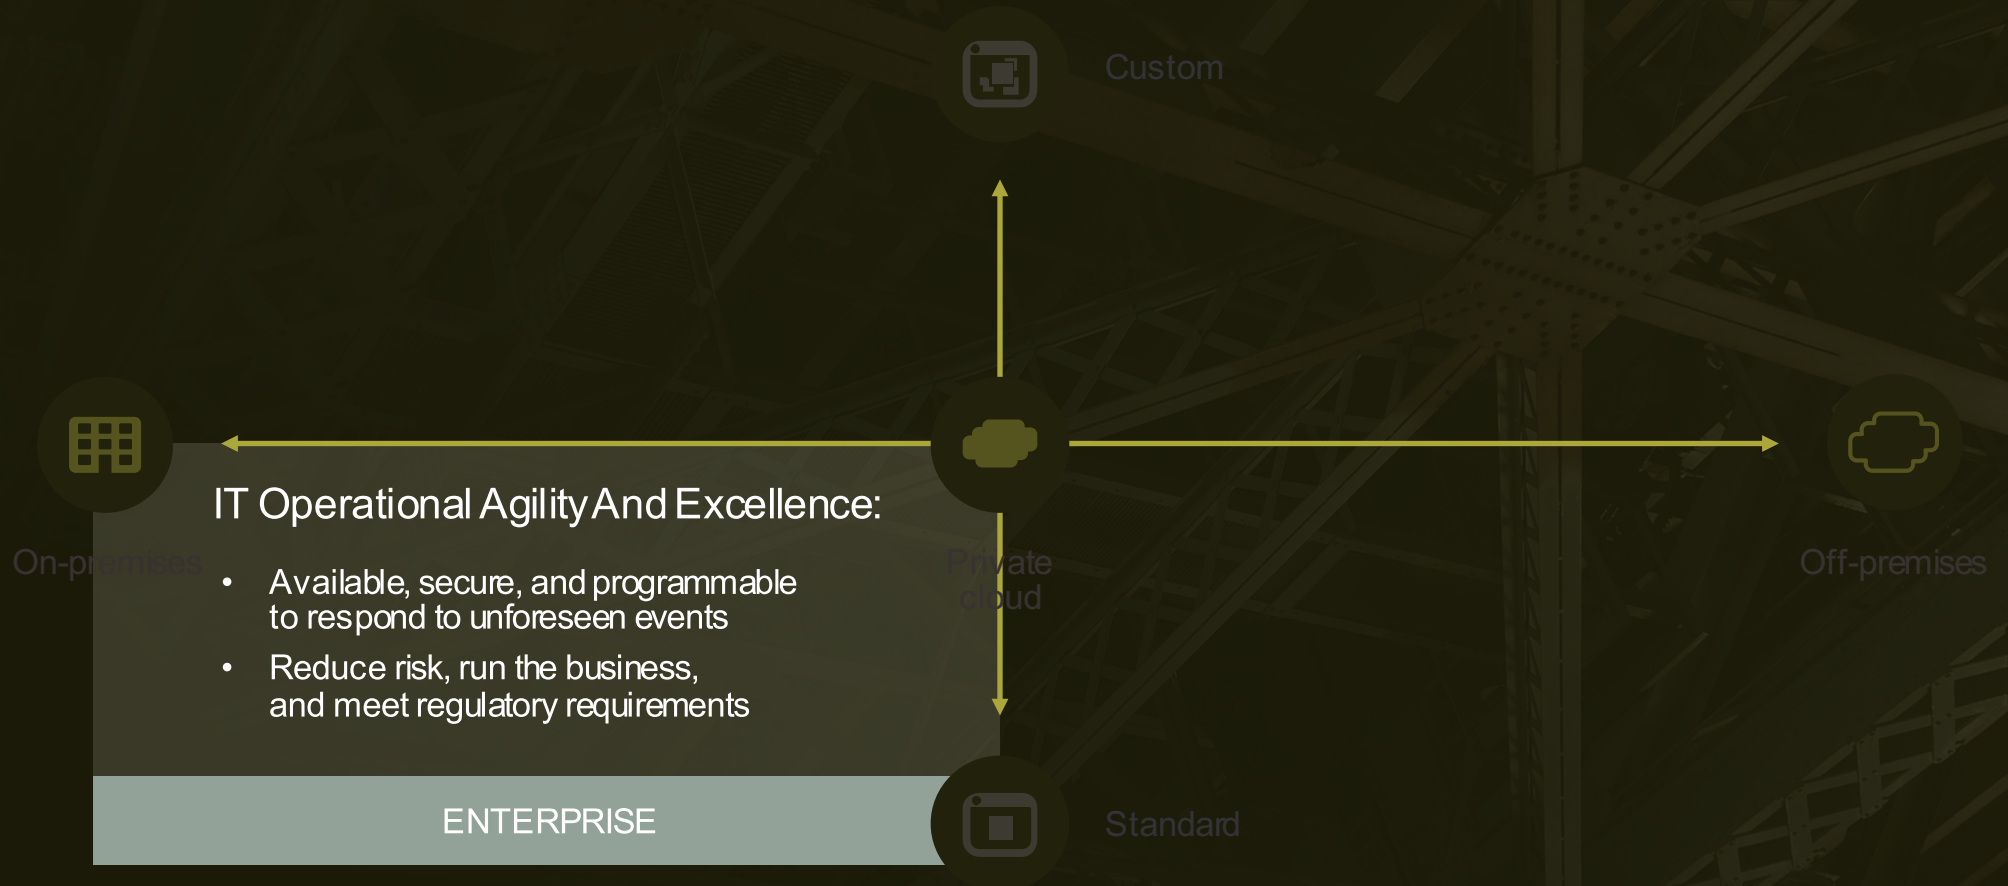 Custom
IT Operational Agility And Excellence:
On-premises
Private
cloud
Off-premises
• Available, secure, and programmable
to respond to unforeseen events
• Reduce risk, run the business,
and meet regulatory requirements
ENTERPRISE
Standard